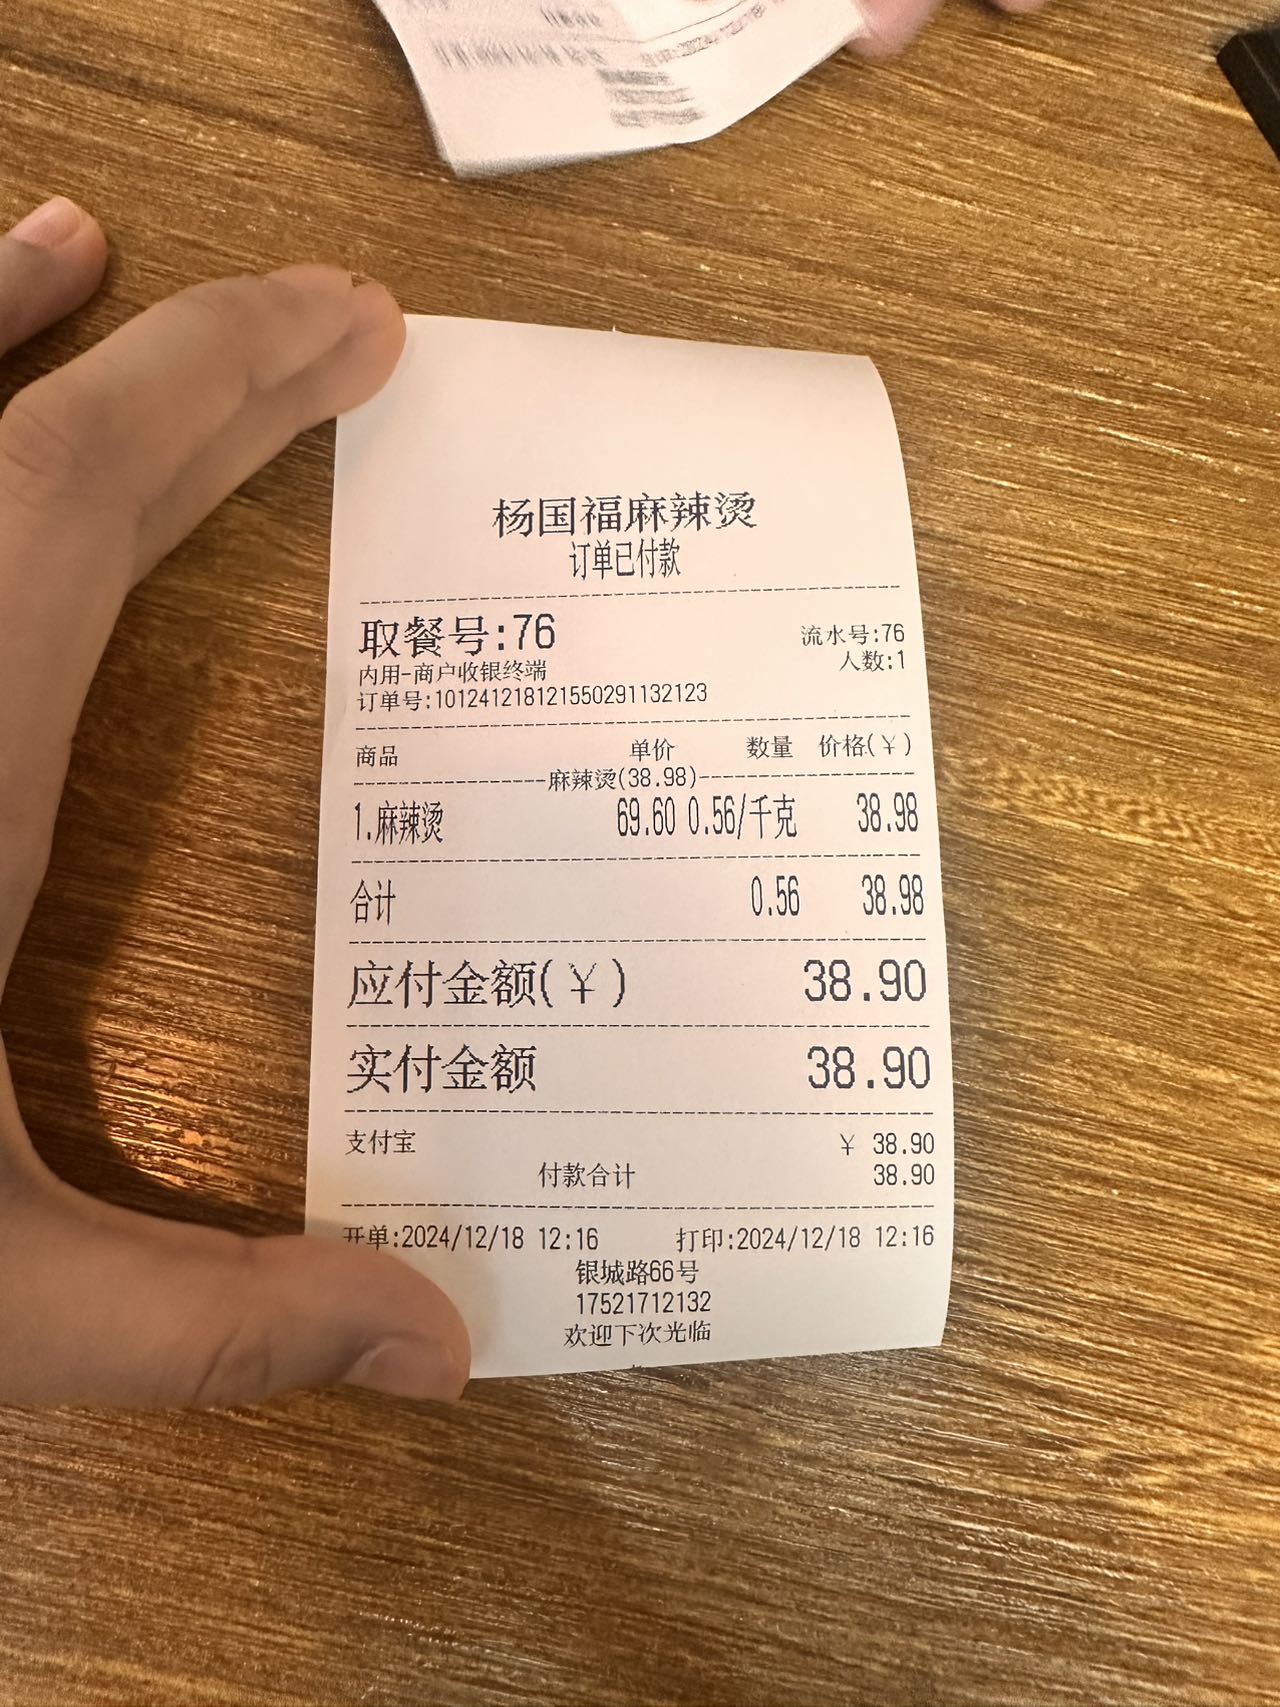 杨国福麻辣烫
订单已付款
取餐号:76 流水号:76
内用-商户收银终端 人数:1
订单号:101241218121550291132123
商品 单价 数量 价格(¥)
麻辣烫(38.98)
1.麻辣烫 69.60 0.56/千克 38.98
合计 0.56 38.98
应付金额(¥) 38.90
实付金额 38.90
支付宝 ¥ 38.90
付款合计 38.90
开单:2024/12/18 12:16 打印:2024/12/18 12:16
银城路66号
17521712132
欢迎下次光临